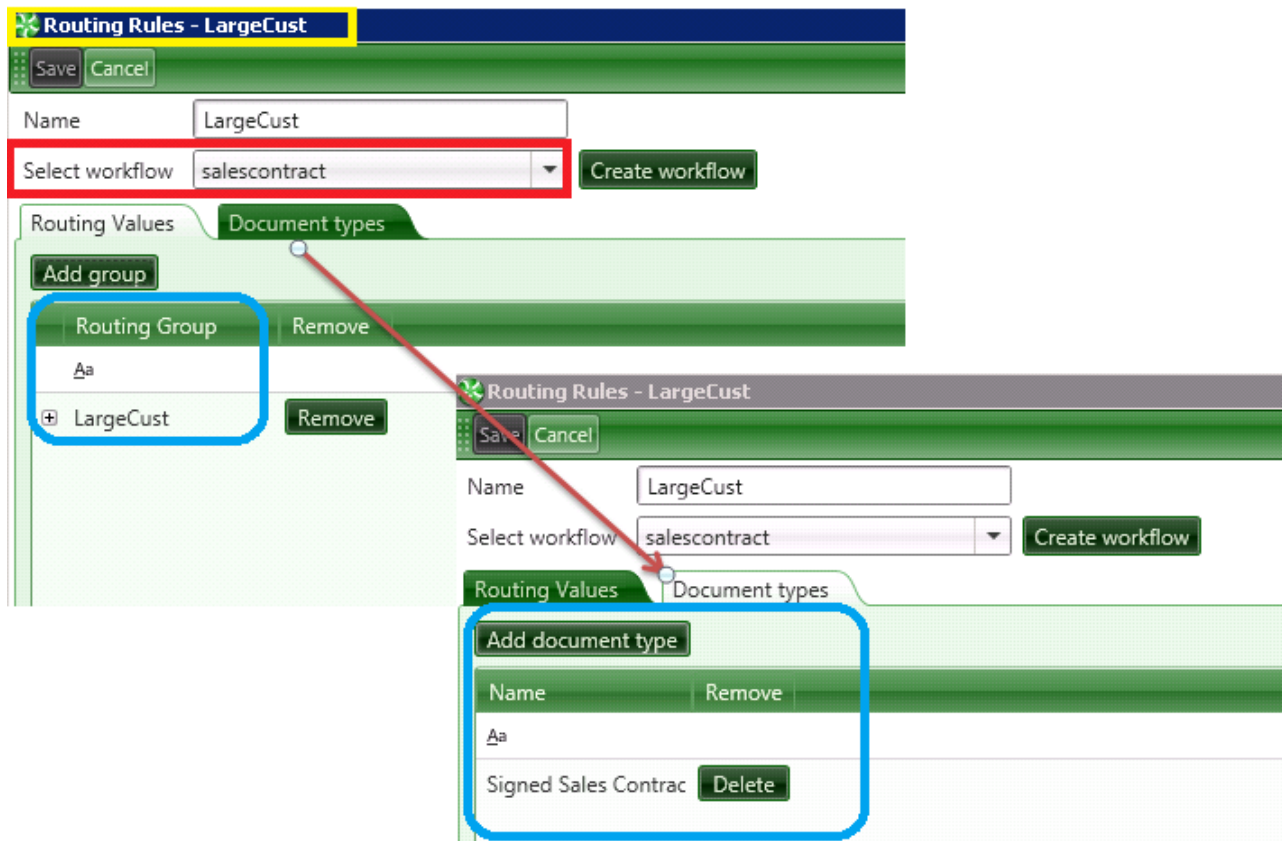 Routing Rules - LargeCust
Save Cancel
Name LargeCust
Select workflow salescontract Create workflow
Routing Values Document types
Add group
Routing Group Remove
Aa
LargeCust Remove
Routing Rules - LargeCust
Save Cancel
Name LargeCust
Select workflow salescontract Create workflow
Routing Values Document types
Add document type
Name Remove
Aa
Signed Sales Contrac Delete